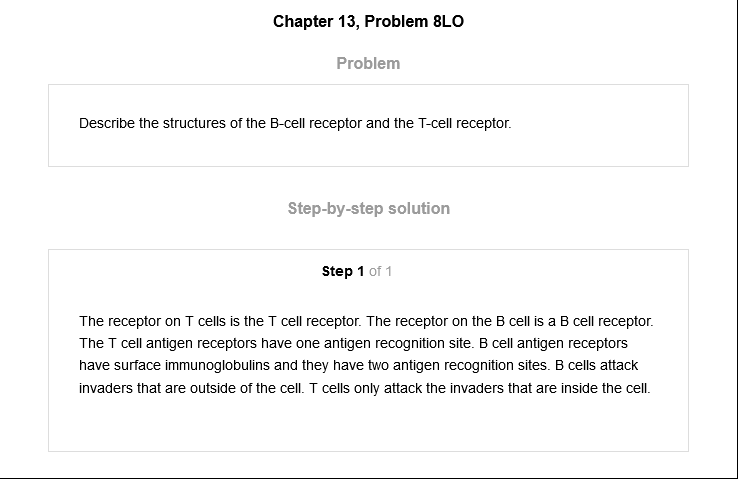 Chapter 13, Problem 8LO
Problem
Describe the structures of the B-cell receptor and the T-cell receptor.
Step-by-step solution
Step 1 of 1
The receptor on T cells is the T cell receptor. The receptor on the B cell is a B cell receptor.
The T cell antigen receptors have one antigen recognition site. B cell antigen receptors
have surface immunoglobulins and they have two antigen recognition sites. B cells attack
invaders that are outside of the cell. T cells only attack the invaders that are inside the cell.